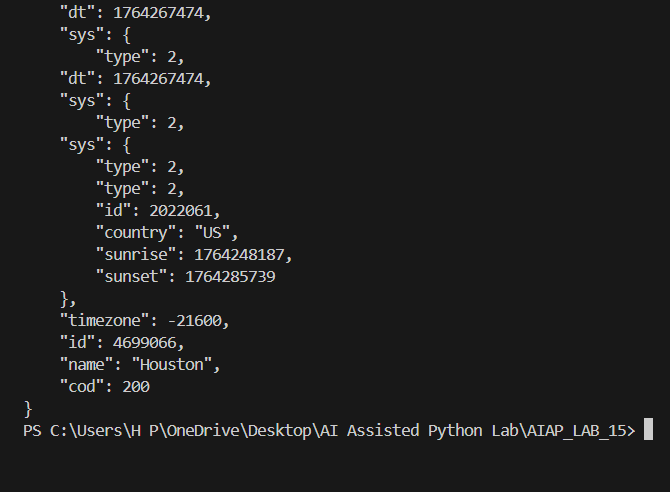 "dt": 1764267474,
"sys": {
"type": 2,
"dt": 1764267474,
"sys": {
"type": 2,
"sys": {
"type": 2,
"type": 2,
"id": 2022061,
"country": "US",
"sunrise": 1764248187,
"sunset": 1764285739
},
"timezone": -21600,
"id": 4699066,
"name": "Houston",
"cod": 200
}
PS C:\Users\H P\OneDrive\Desktop\AI Assisted Python Lab\AIAP_LAB_15>